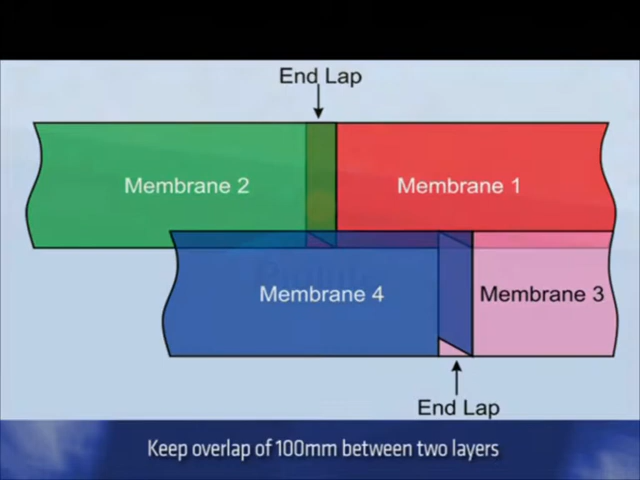 End Lap
Membrane 2
Membrane 1
Membrane 4
Membrane 3
End Lap
Keep overlap of 100mm between two layers